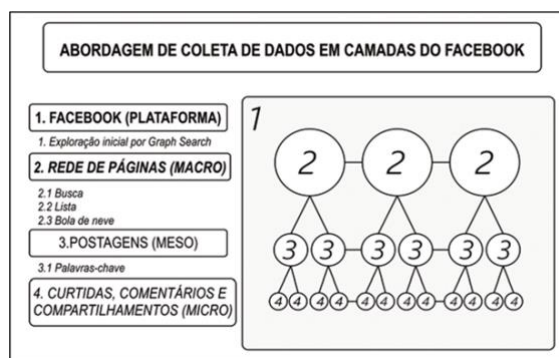 ABORDAGEM DE COLETA DE DADOS EM CAMADAS DO FACEBOOK
1. FACEBOOK (PLATAFORMA)
1. Exploração inicial por Graph Search
2. REDE DE PÁGINAS (MACRO)
2.1 Busca
2.2 Lista
2.3 Bola de neve
3.POSTAGENS (MESO)
3.1 Palavras-chave
4. CURTIDAS, COMENTÁRIOS E
COMPARTILHAMENTOS (MICRO)
1
2 2 2
3 3 3 3 3 3
4 4 4 4 4 4 4 4 4 4 4 4